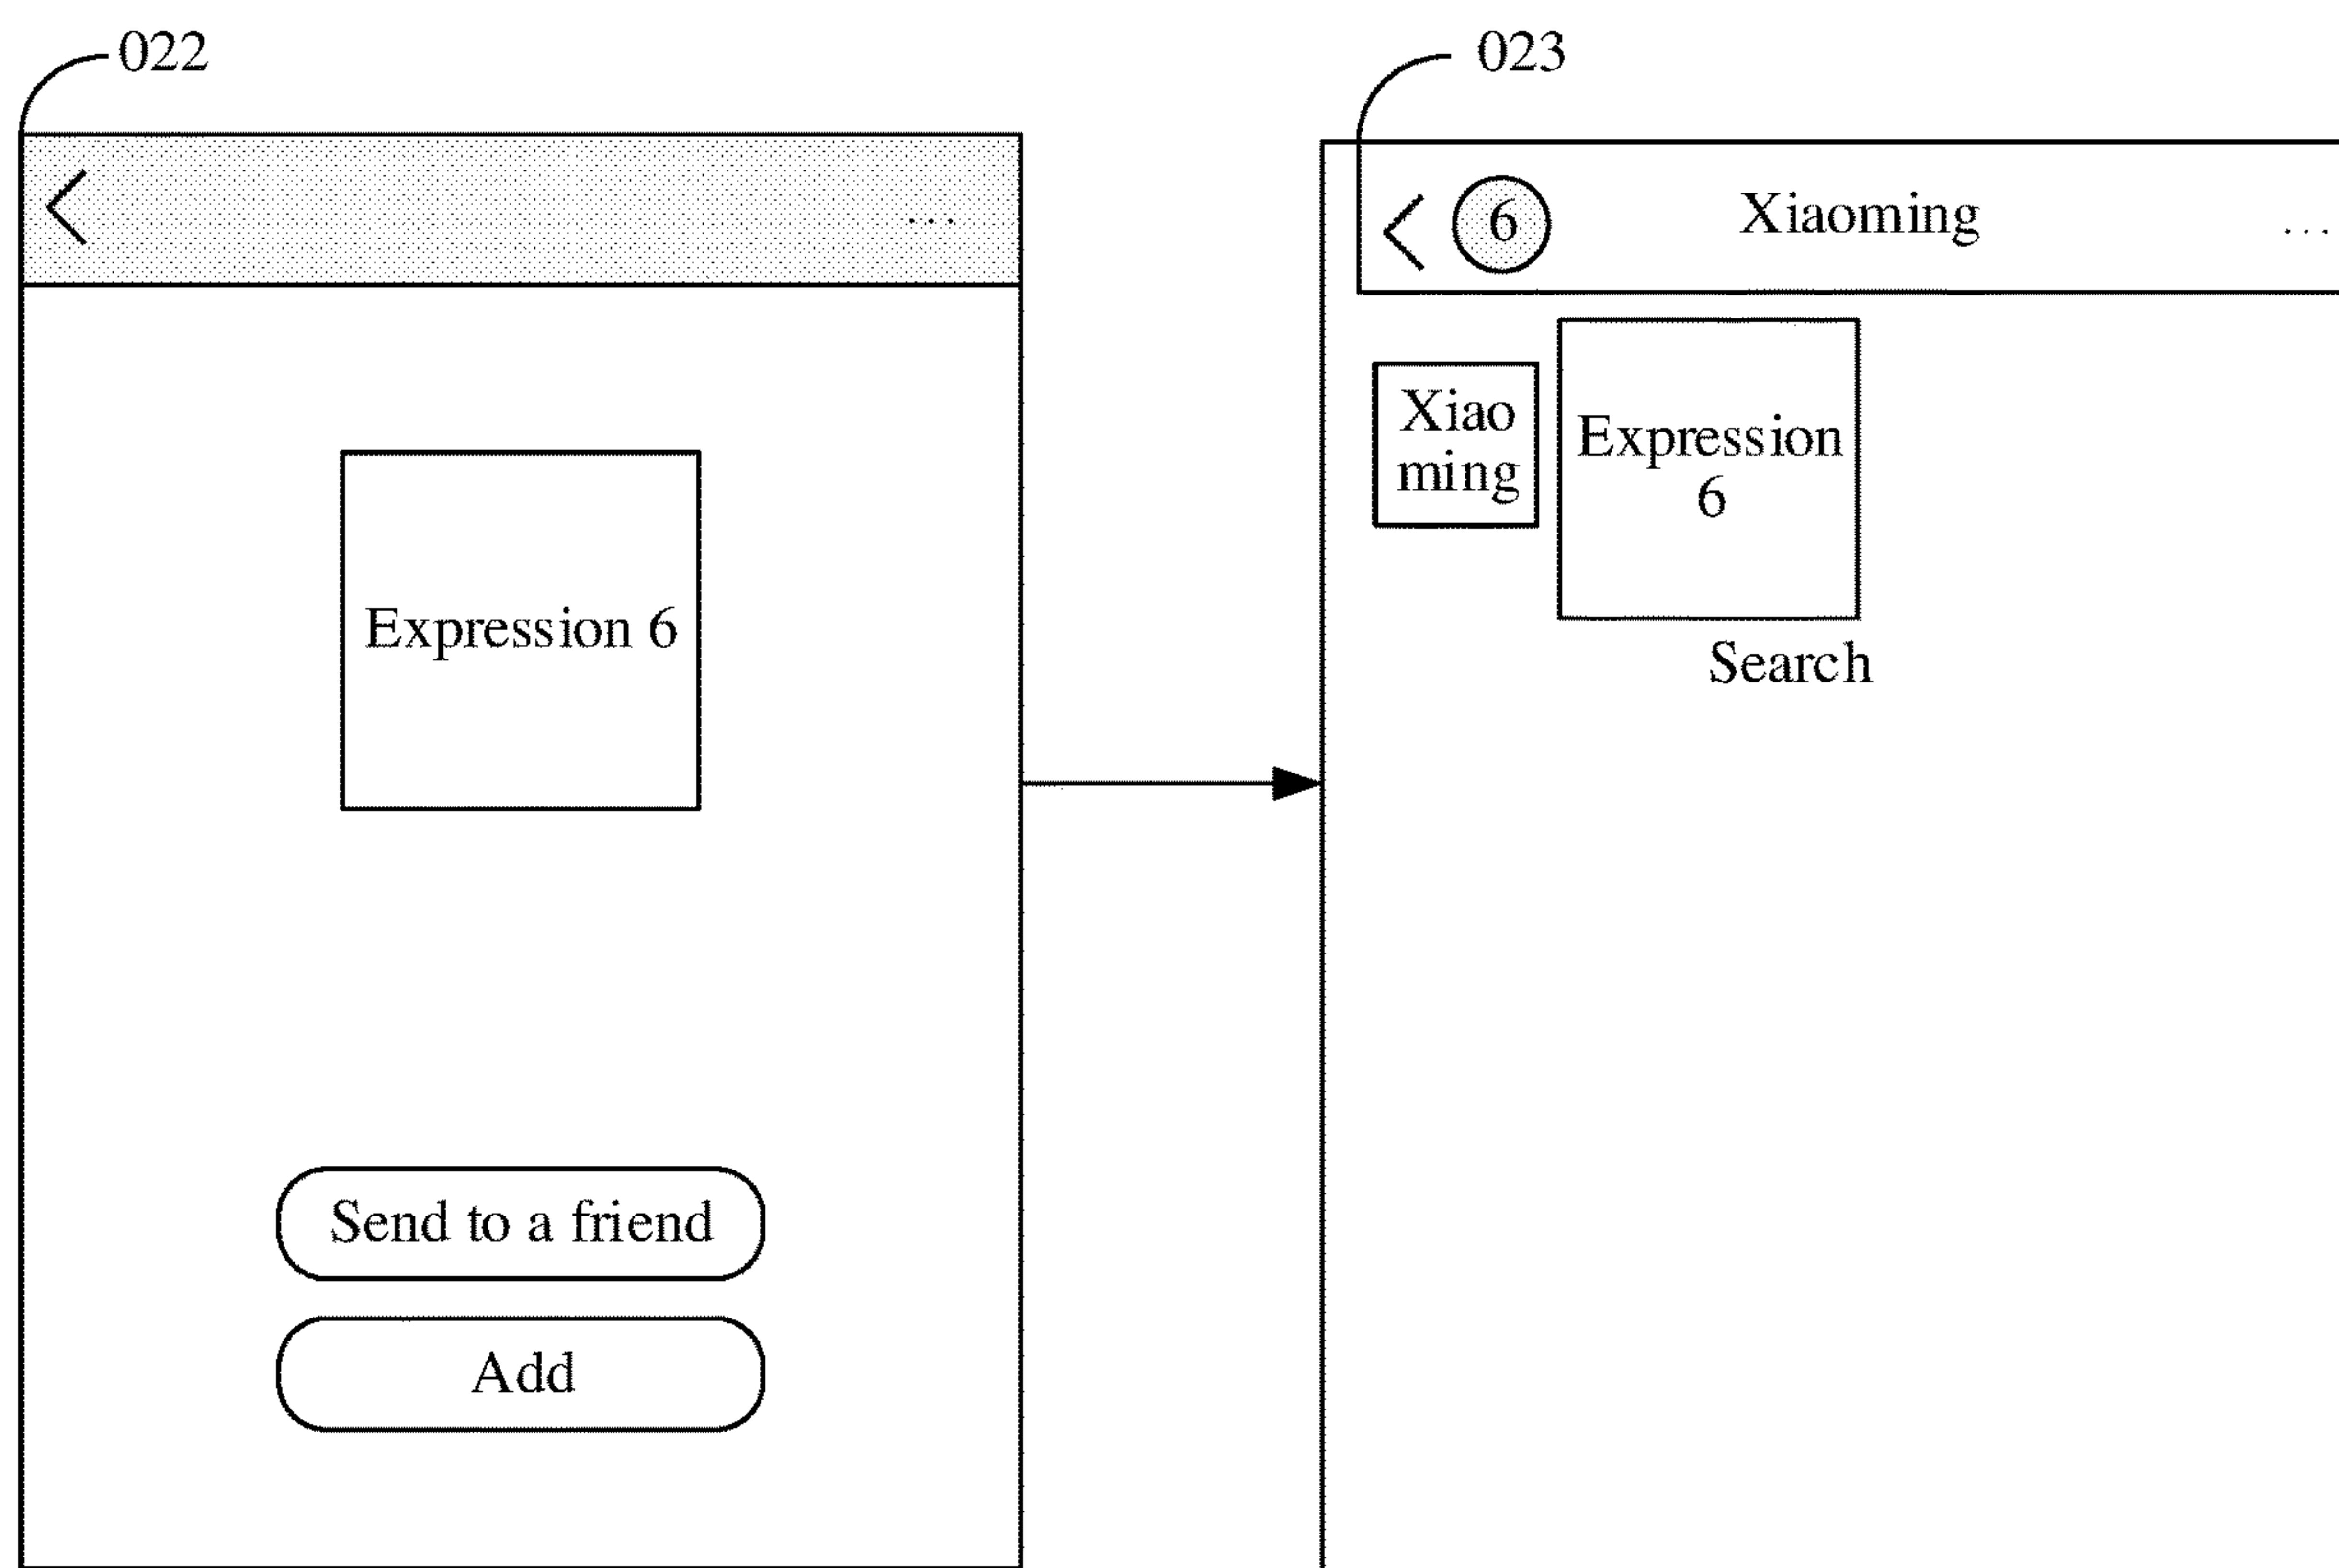 022
...
Expression 6
Send to a friend
Add
023
6
Xiaoming
...
Xiao
ming
Expression
6
Search